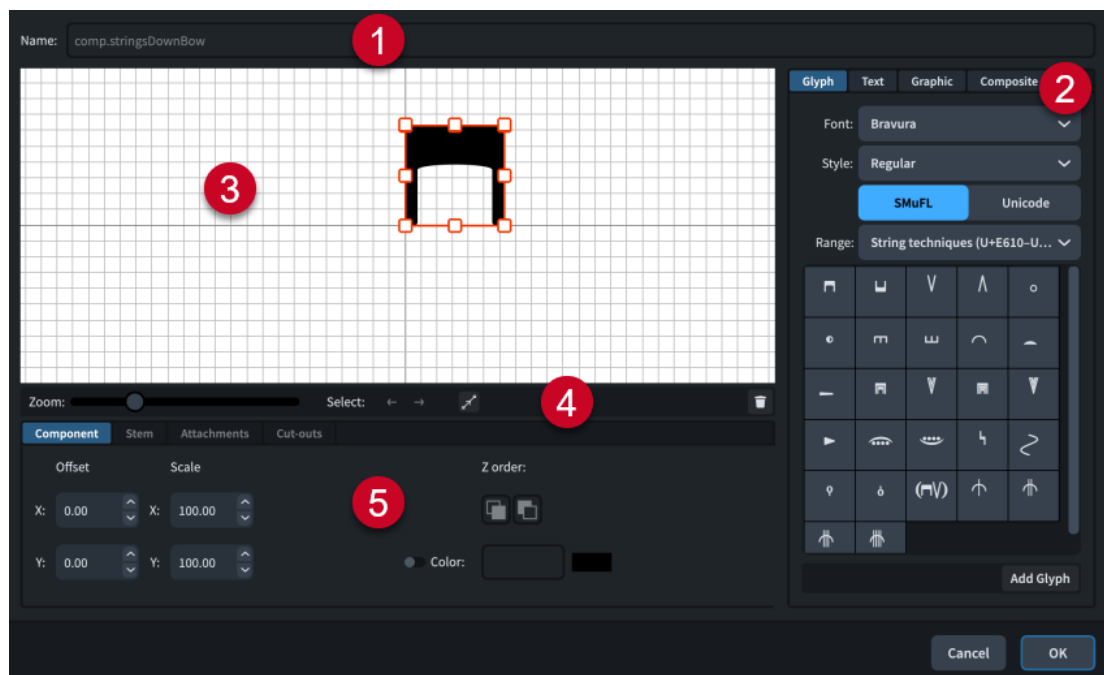 Name: comp.stringsDownBow
1
Glyph Text Graphic Composite
2
Font: Bravura
Style: Regular
SMuFL Unicode
Range: String techniques (U+E610–U...
3
Zoom: Select: ← →
4
Component Stem Attachments Cut-outs
Offset Scale Z order:
X: 0.00 X: 100.00
5
Y: 0.00 Y: 100.00 Color:
Add Glyph
Cancel OK